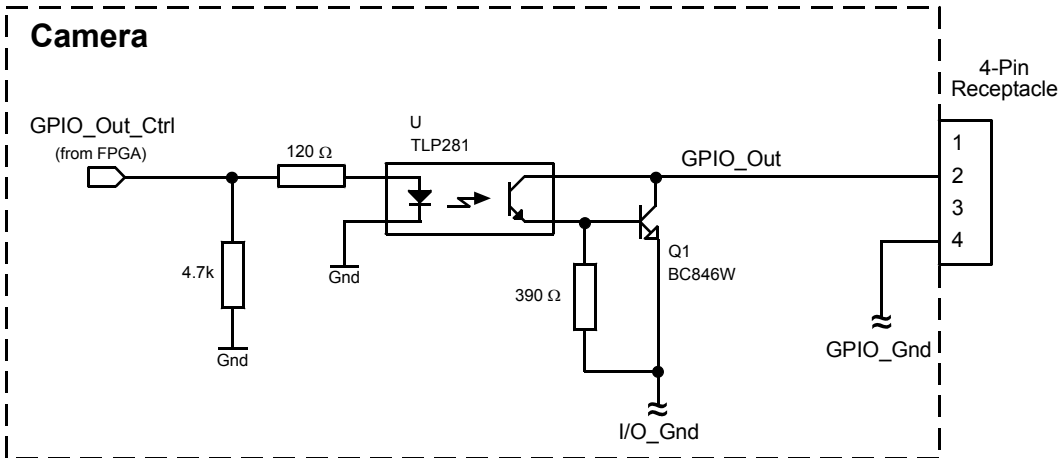 Camera
4-Pin
Receptacle
GPIO_Out_Ctrl
(from FPGA)
120 Ω
U
TLP281
GPIO_Out
1
2
3
4
4.7k
Gnd
Gnd
390 Ω
Q1
BC846W
GPIO_Gnd
I/O_Gnd